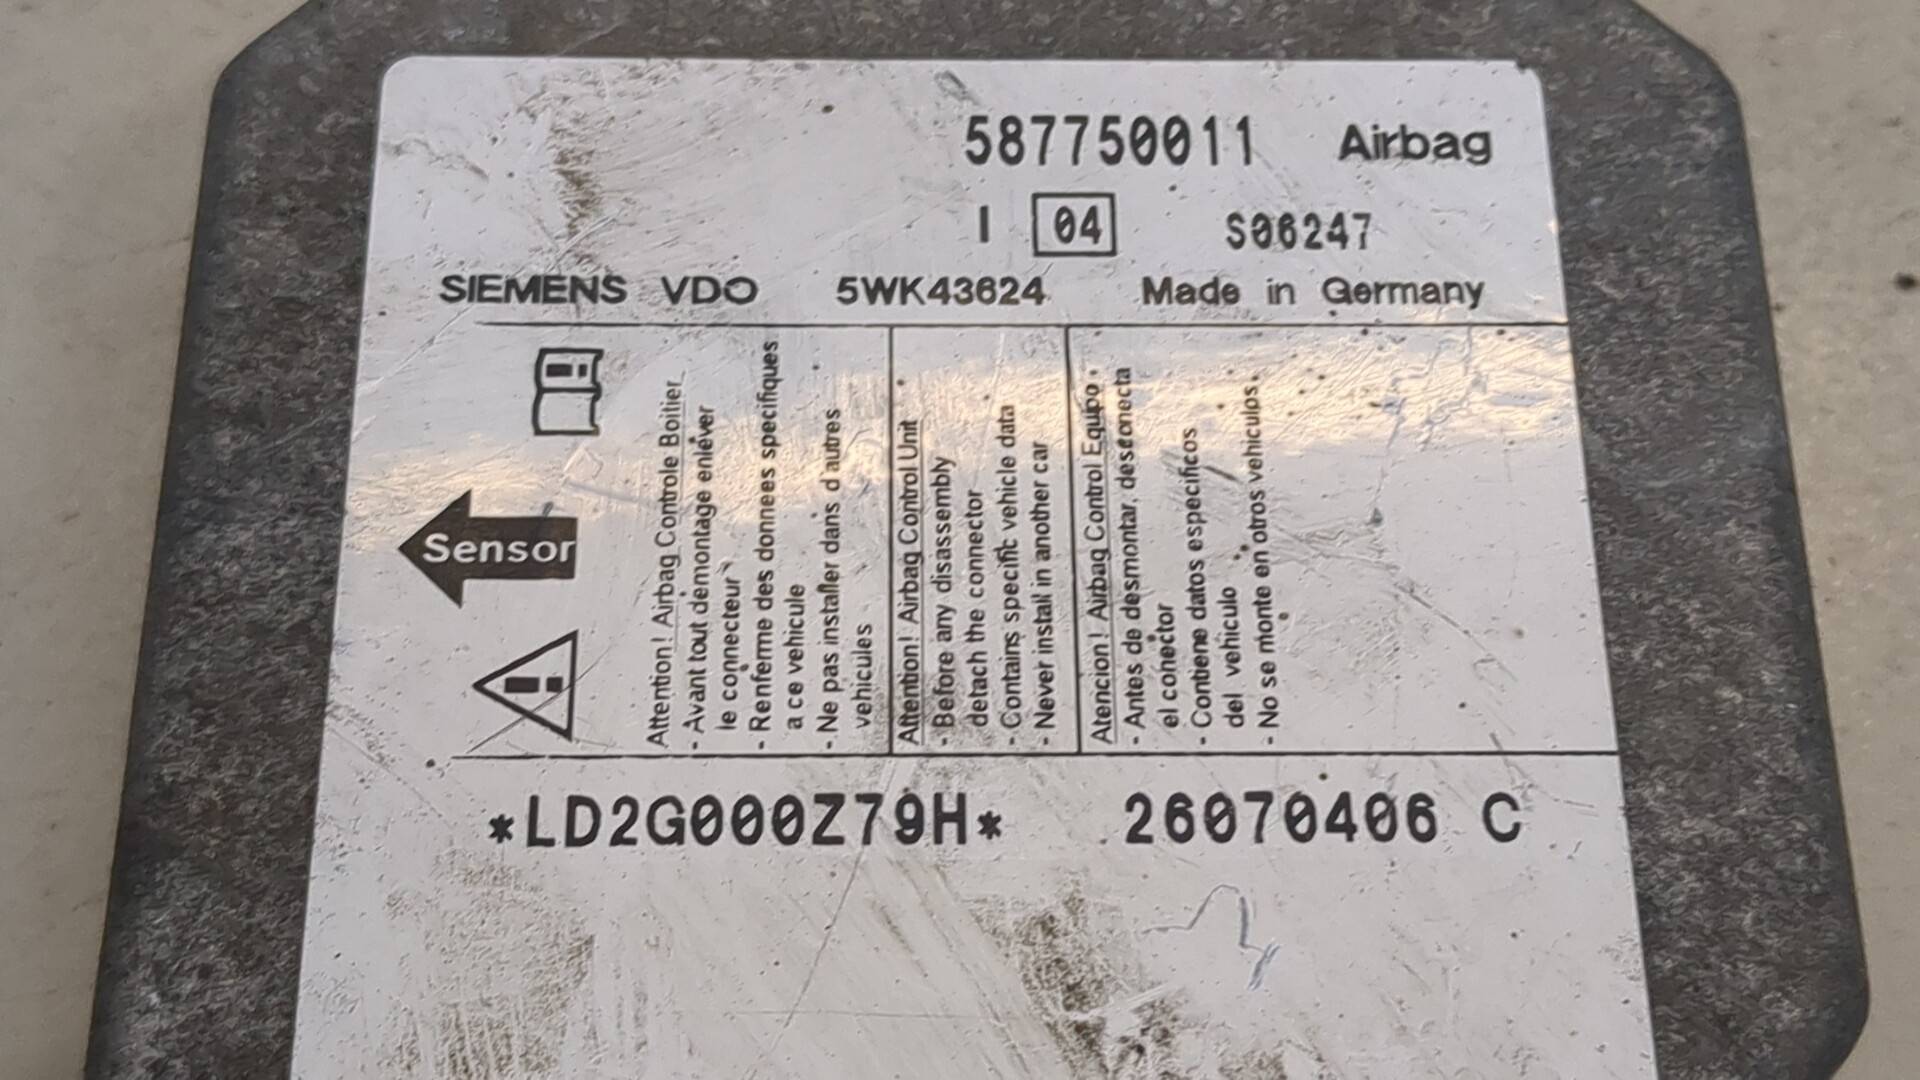 587750011 Airbag
I 04 S06247
SIEMENS VDO 5WK43624 Made in Germany
Sensor
Attention! Airbag Controle Boitier
- Avant tout démontage enléver
le connecteur
- Renferme des donnees specifiques
a ce vehicule
- Ne pas installer dans d'autres
vehicules
Attention! Airbag Control Unit
- Before any disassembly
detach the connector
- Contains specific vehicle data
- Never install in another car
Atencion! Airbag Control Equipo
- Antes de desmontar, desconecta
el conector
- Contiene datos especificos
del vehiculo
- No se monte en otros vehiculos.
*LD2G000Z79H* 26070406 C